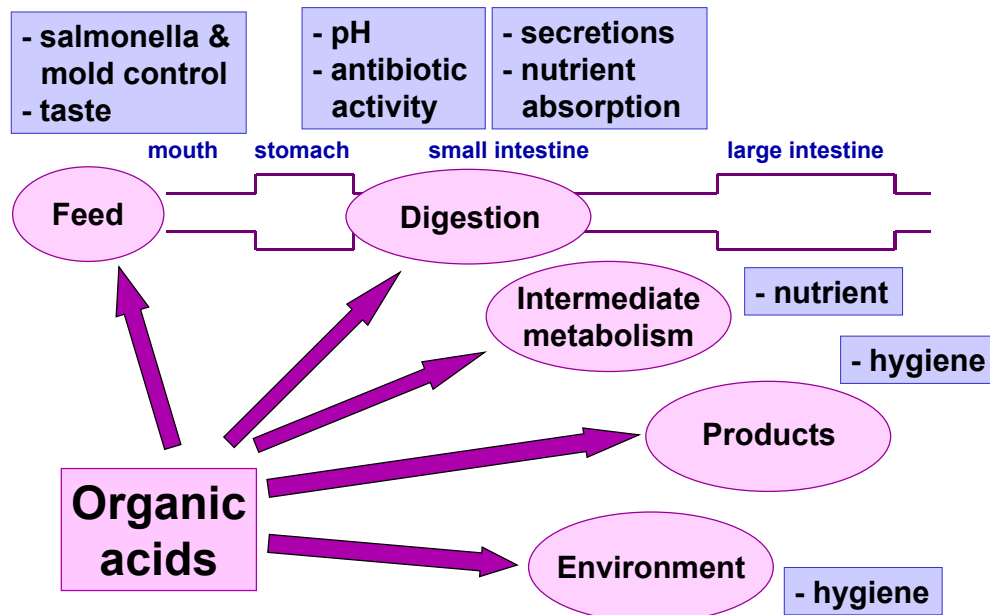 - salmonella &
mold control
- taste
- pH
- antibiotic
activity
- secretions
- nutrient
absorption
mouth
stomach
small intestine
large intestine
Feed
Digestion
Intermediate
metabolism
- nutrient
- hygiene
Products
Organic
acids
Environment
- hygiene